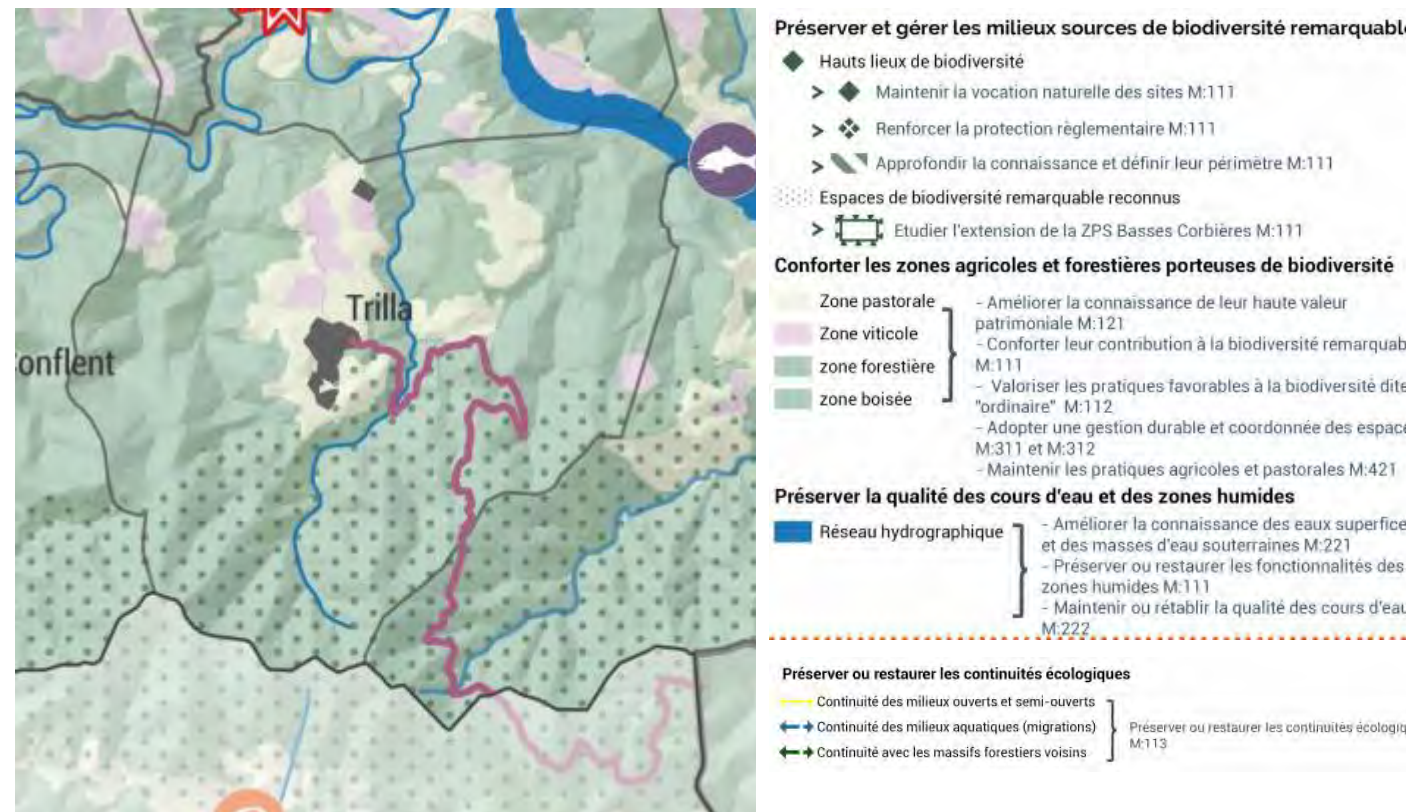 Trilla
onflent
Préserver et gérer les milieux sources de biodiversité remarquable
Hauts lieux de biodiversité
> Maintenir la vocation naturelle des sites M:111
> Renforcer la protection règlementaire M:111
> Approfondir la connaissance et définir leur périmètre M:111
Espaces de biodiversité remarquable reconnus
> Etudier l'extension de la ZPS Basses Corbières M:111
Conforter les zones agricoles et forestières porteuses de biodiversité
Zone pastorale
Zone viticole
zone forestière
zone boisée
- Améliorer la connaissance de leur haute valeur
patrimoniale M:121
- Conforter leur contribution à la biodiversité remarquab
M:111
- Valoriser les pratiques favorables à la biodiversité dite
"ordinaire" M:112
- Adopter une gestion durable et coordonnée des espace
M:311 et M:312
- Maintenir les pratiques agricoles et pastorales M:421
Préserver la qualité des cours d'eau et des zones humides
Réseau hydrographique
- Améliorer la connaissance des eaux superfice
et des masses d'eau souterraines M:221
- Préserver ou restaurer les fonctionnalités des
zones humides M:111
- Maintenir ou rétablir la qualité des cours d'eau
M:222
Préserver ou restaurer les continuités écologiques
Continuité des milieux ouverts et semi-ouverts
Continuité des milieux aquatiques (migrations)
Continuité avec les massifs forestiers voisins
Préserver ou restaurer les continuités écologiq
M:113